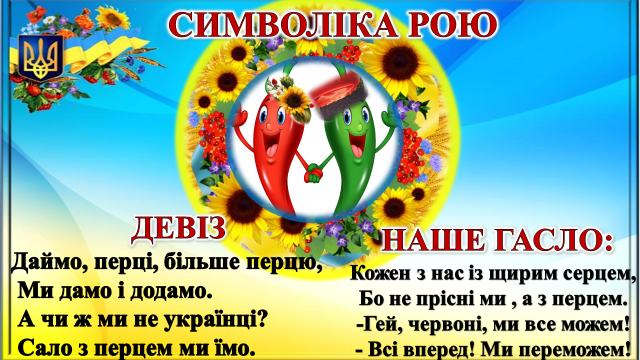 СИМВОЛІКА РОЮ
ДЕВІЗ
Даймо, перці, більше перцю,
Ми дамо і додамо.
А чи ж ми не українці?
Сало з перцем ми їмо.
НАШЕ ГАСЛО:
Кожен з нас із щирим серцем,
Бо не прісні ми , а з перцем.
-Гей, червоні, ми все можем!
- Всі вперед! Ми переможем!